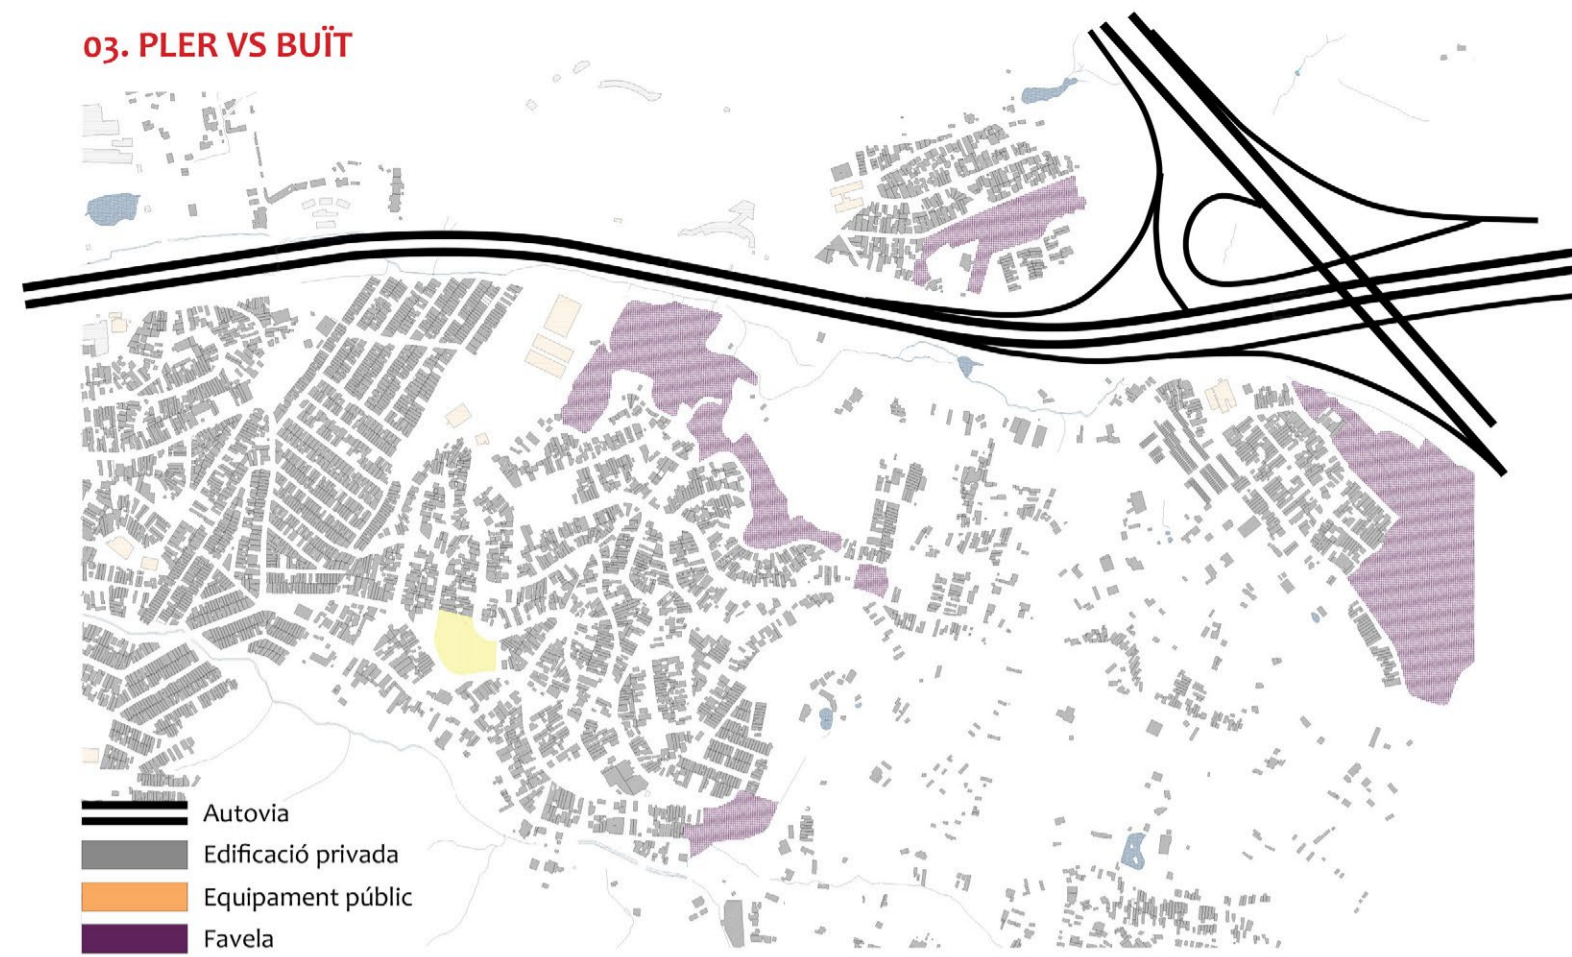 03. PLER VS BUÏT
Autovia
Edificació privada
Equipament públic
Favela